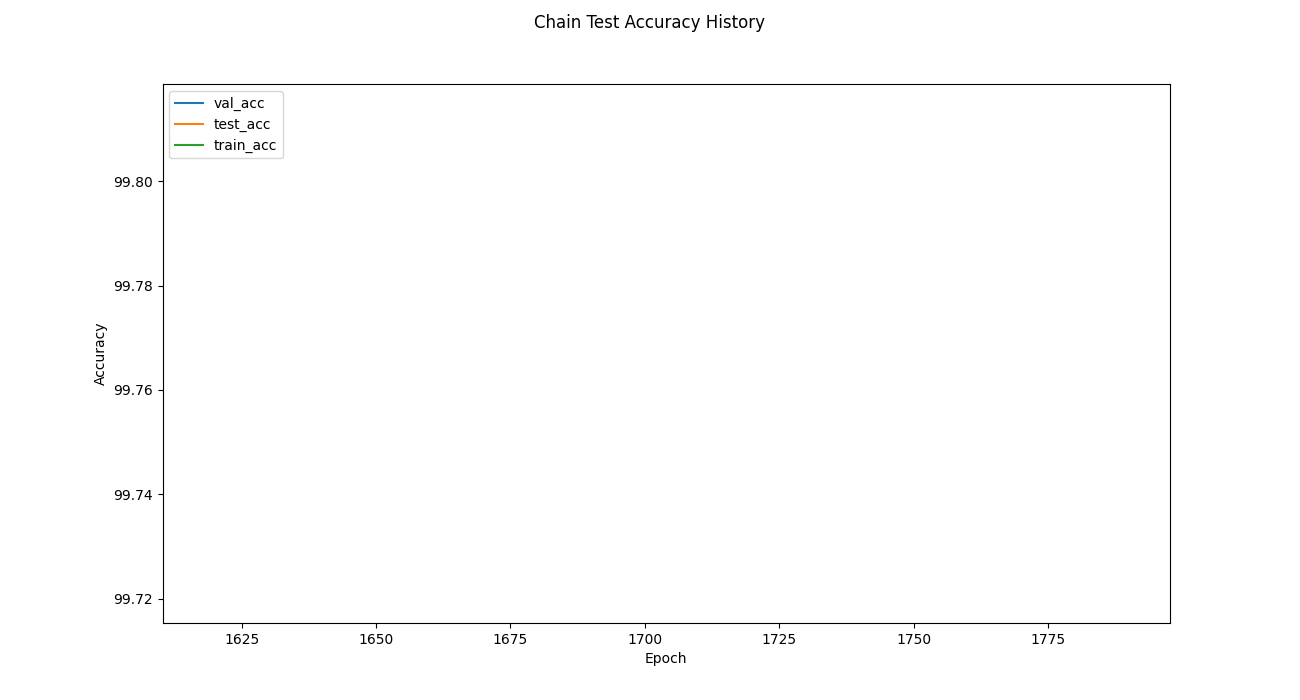 Chain Test Accuracy History
val_acc
test_acc
train_acc
99.80
99.78
99.76
99.74
99.72
Accuracy
1625 1650 1675 1700 1725 1750 1775
Epoch